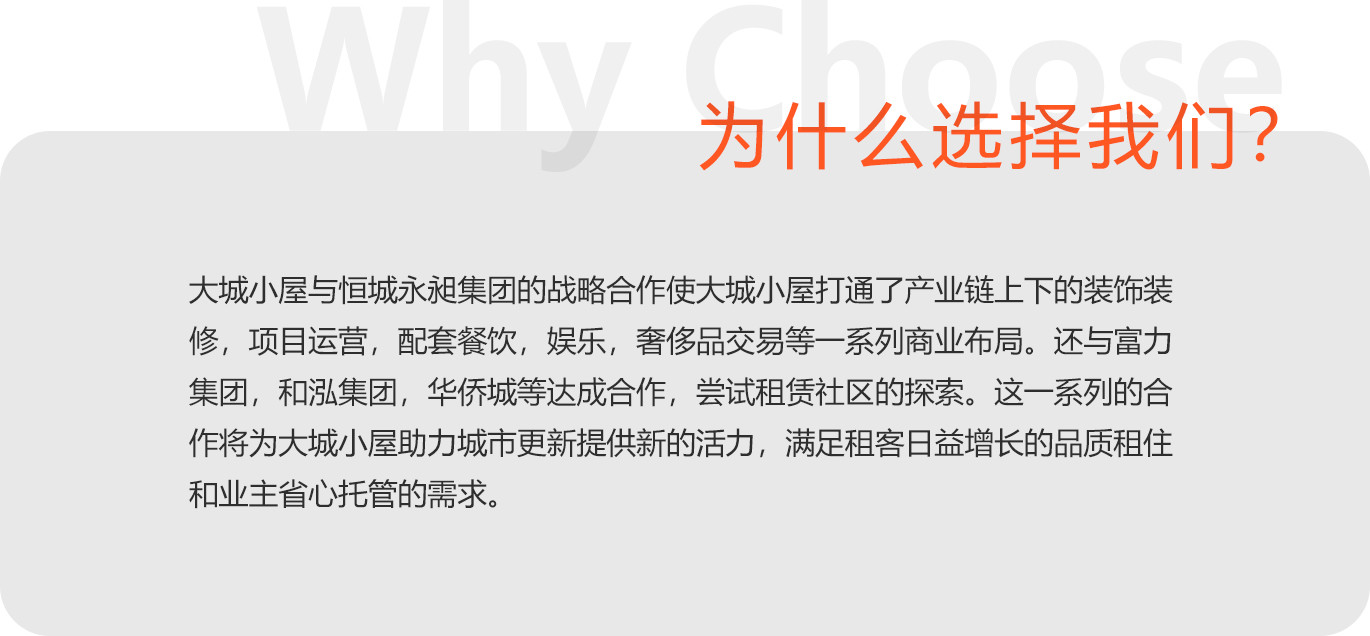 Why Choose
为什么选择我们？
大城小屋与恒城永昶集团的战略合作使大城小屋打通了产业链上下的装饰装
修，项目运营，配套餐饮，娱乐，奢侈品交易等一系列商业布局。还与富力
集团，和泓集团，华侨城等达成合作，尝试租赁社区的探索。这一系列的合
作将为大城小屋助力城市更新提供新的活力，满足租客日益增长的品质租住
和业主省心托管的需求。